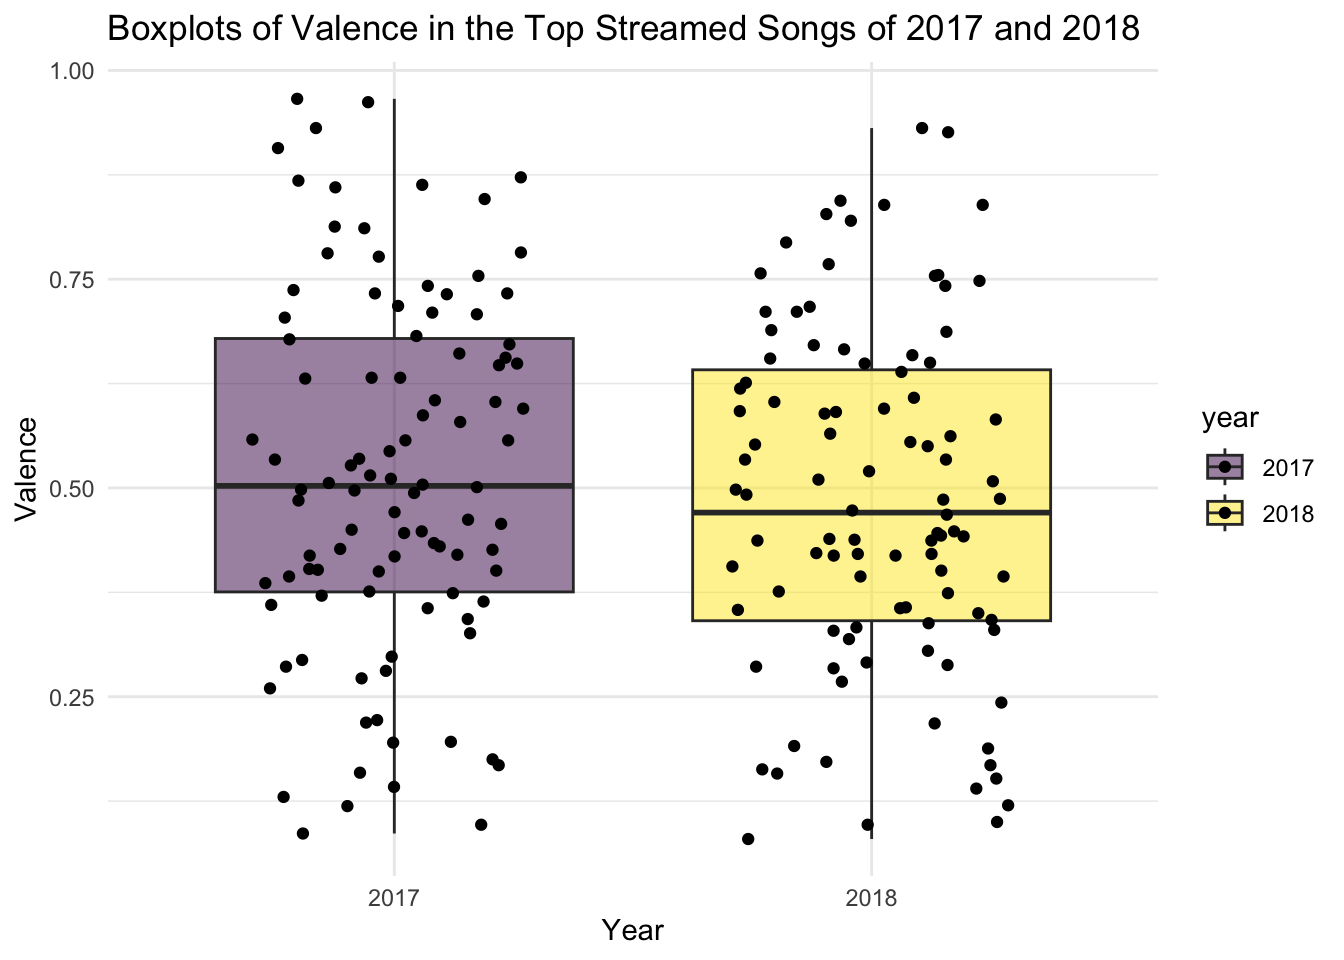 Boxplots of Valence in the Top Streamed Songs of 2017 and 2018
1.00
0.75
0.50
0.25
Valence
2017
2018
Year
year
2017
2018